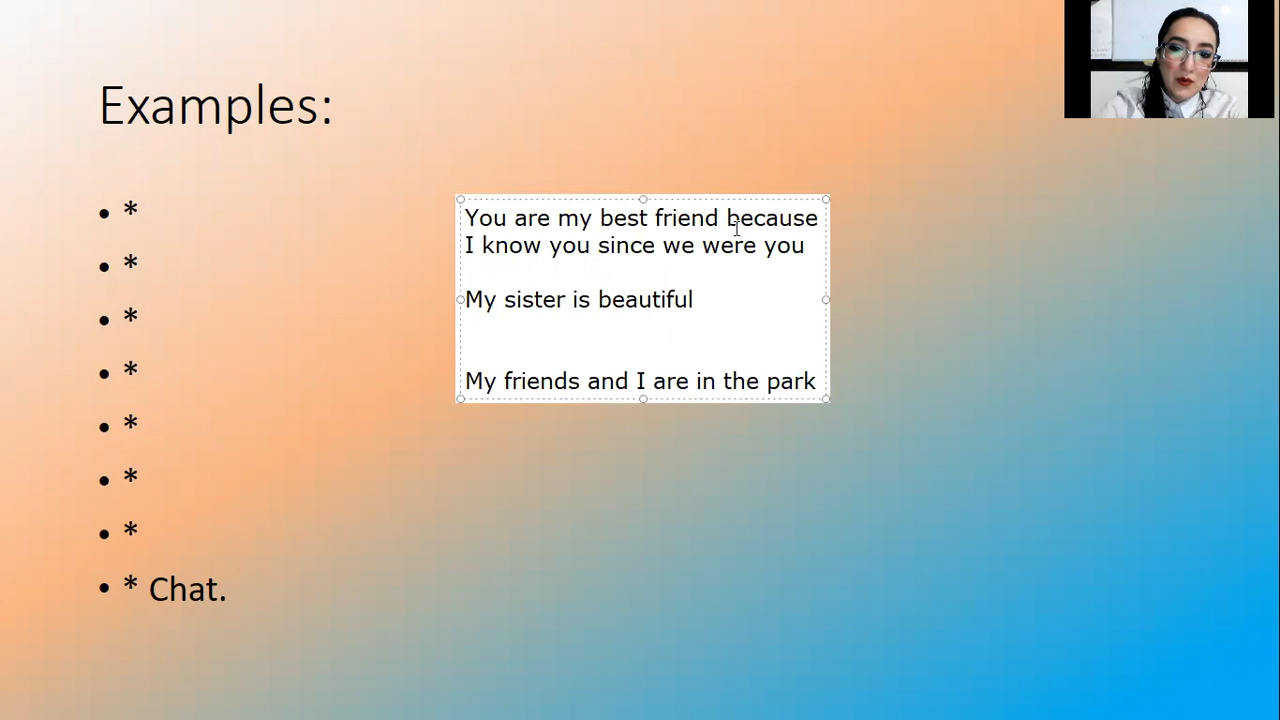 Examples:
• *
• *
• *
• *
• *
• *
• *
• * Chat.
You are my best friend because
I know you since we were you
My sister is beautiful
My friends and I are in the park